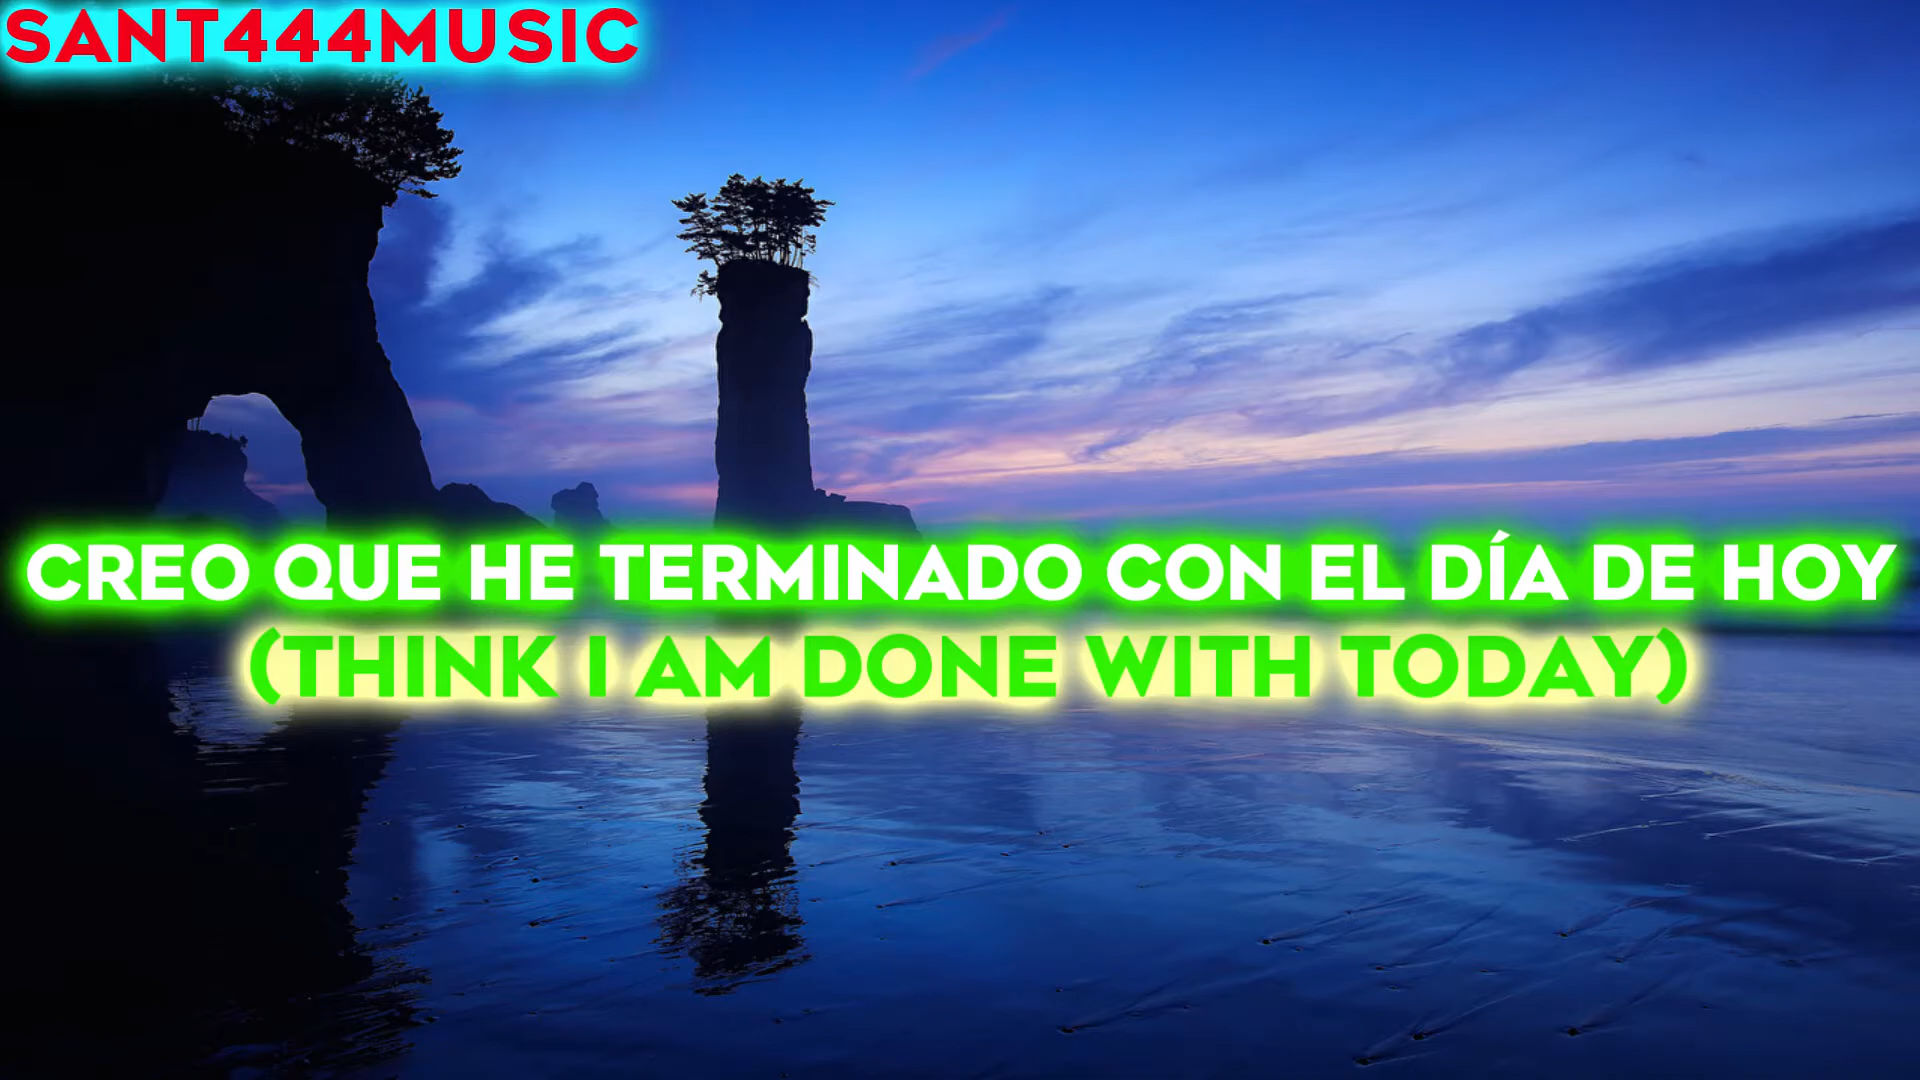 SANT444MUSIC
CREO QUE HE TERMINADO CON EL DÍA DE HOY
(THINK I AM DONE WITH TODAY)